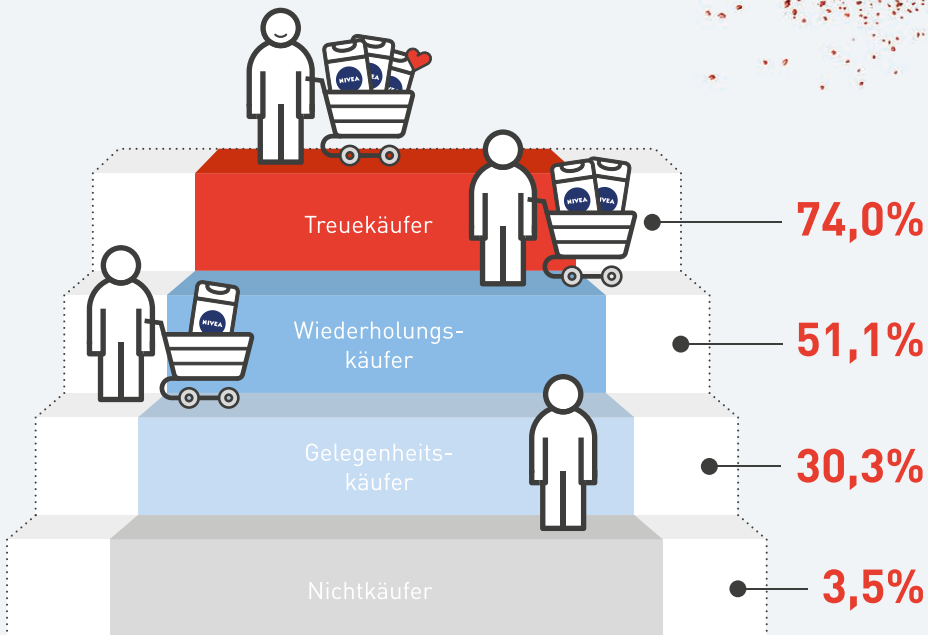 NIVEA
NIVEA
NIVEA
NIVEA
Treuekäufer
74,0%
NIVEA
Wiederholungs-
käufer
51,1%
Gelegenheits-
käufer
30,3%
Nichtkäufer
3,5%